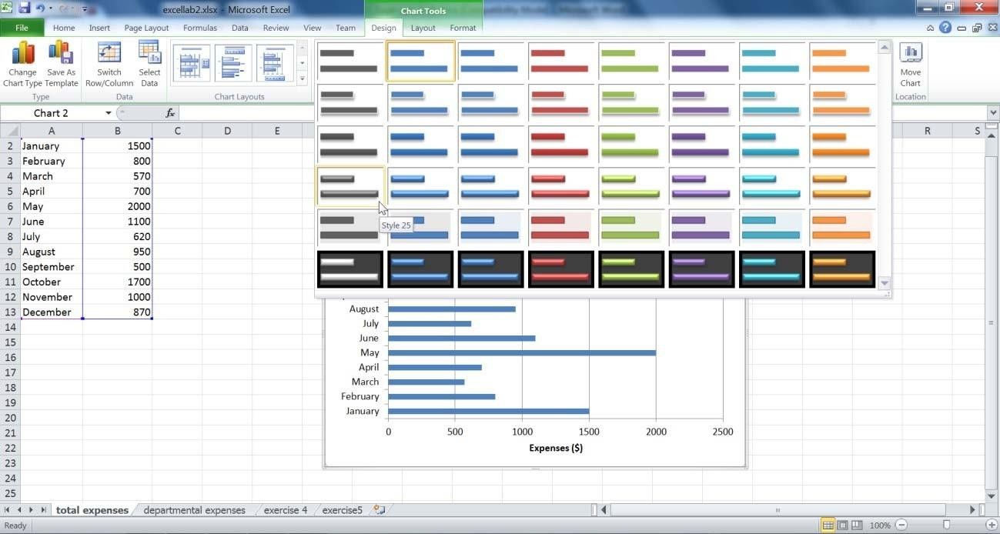 excellab2.xlsx - Microsoft Excel
Chart Tools
File Home Insert Page Layout Formulas Data Review View Team Design Layout Format
Change Chart Type
Save As Template
Switch Row/Column
Select Data
Move Chart
Type Data Chart Layouts Location
Chart 2 fx
A B C D E R S
2 January 1500
3 February 800
4 March 570
5 April 700
6 May 2000
7 June 1100
8 July 620
9 August 950
10 September 500
11 October 1700
12 November 1000
13 December 870
14
15
16
17
18
19
20
21
22
23
24
25
Style 25
August
July
June
May
April
March
February
January
0 500 1000 1500 2000 2500
Expenses ($)
total expenses departmental expenses exercise 4 exercise5
Ready 100%